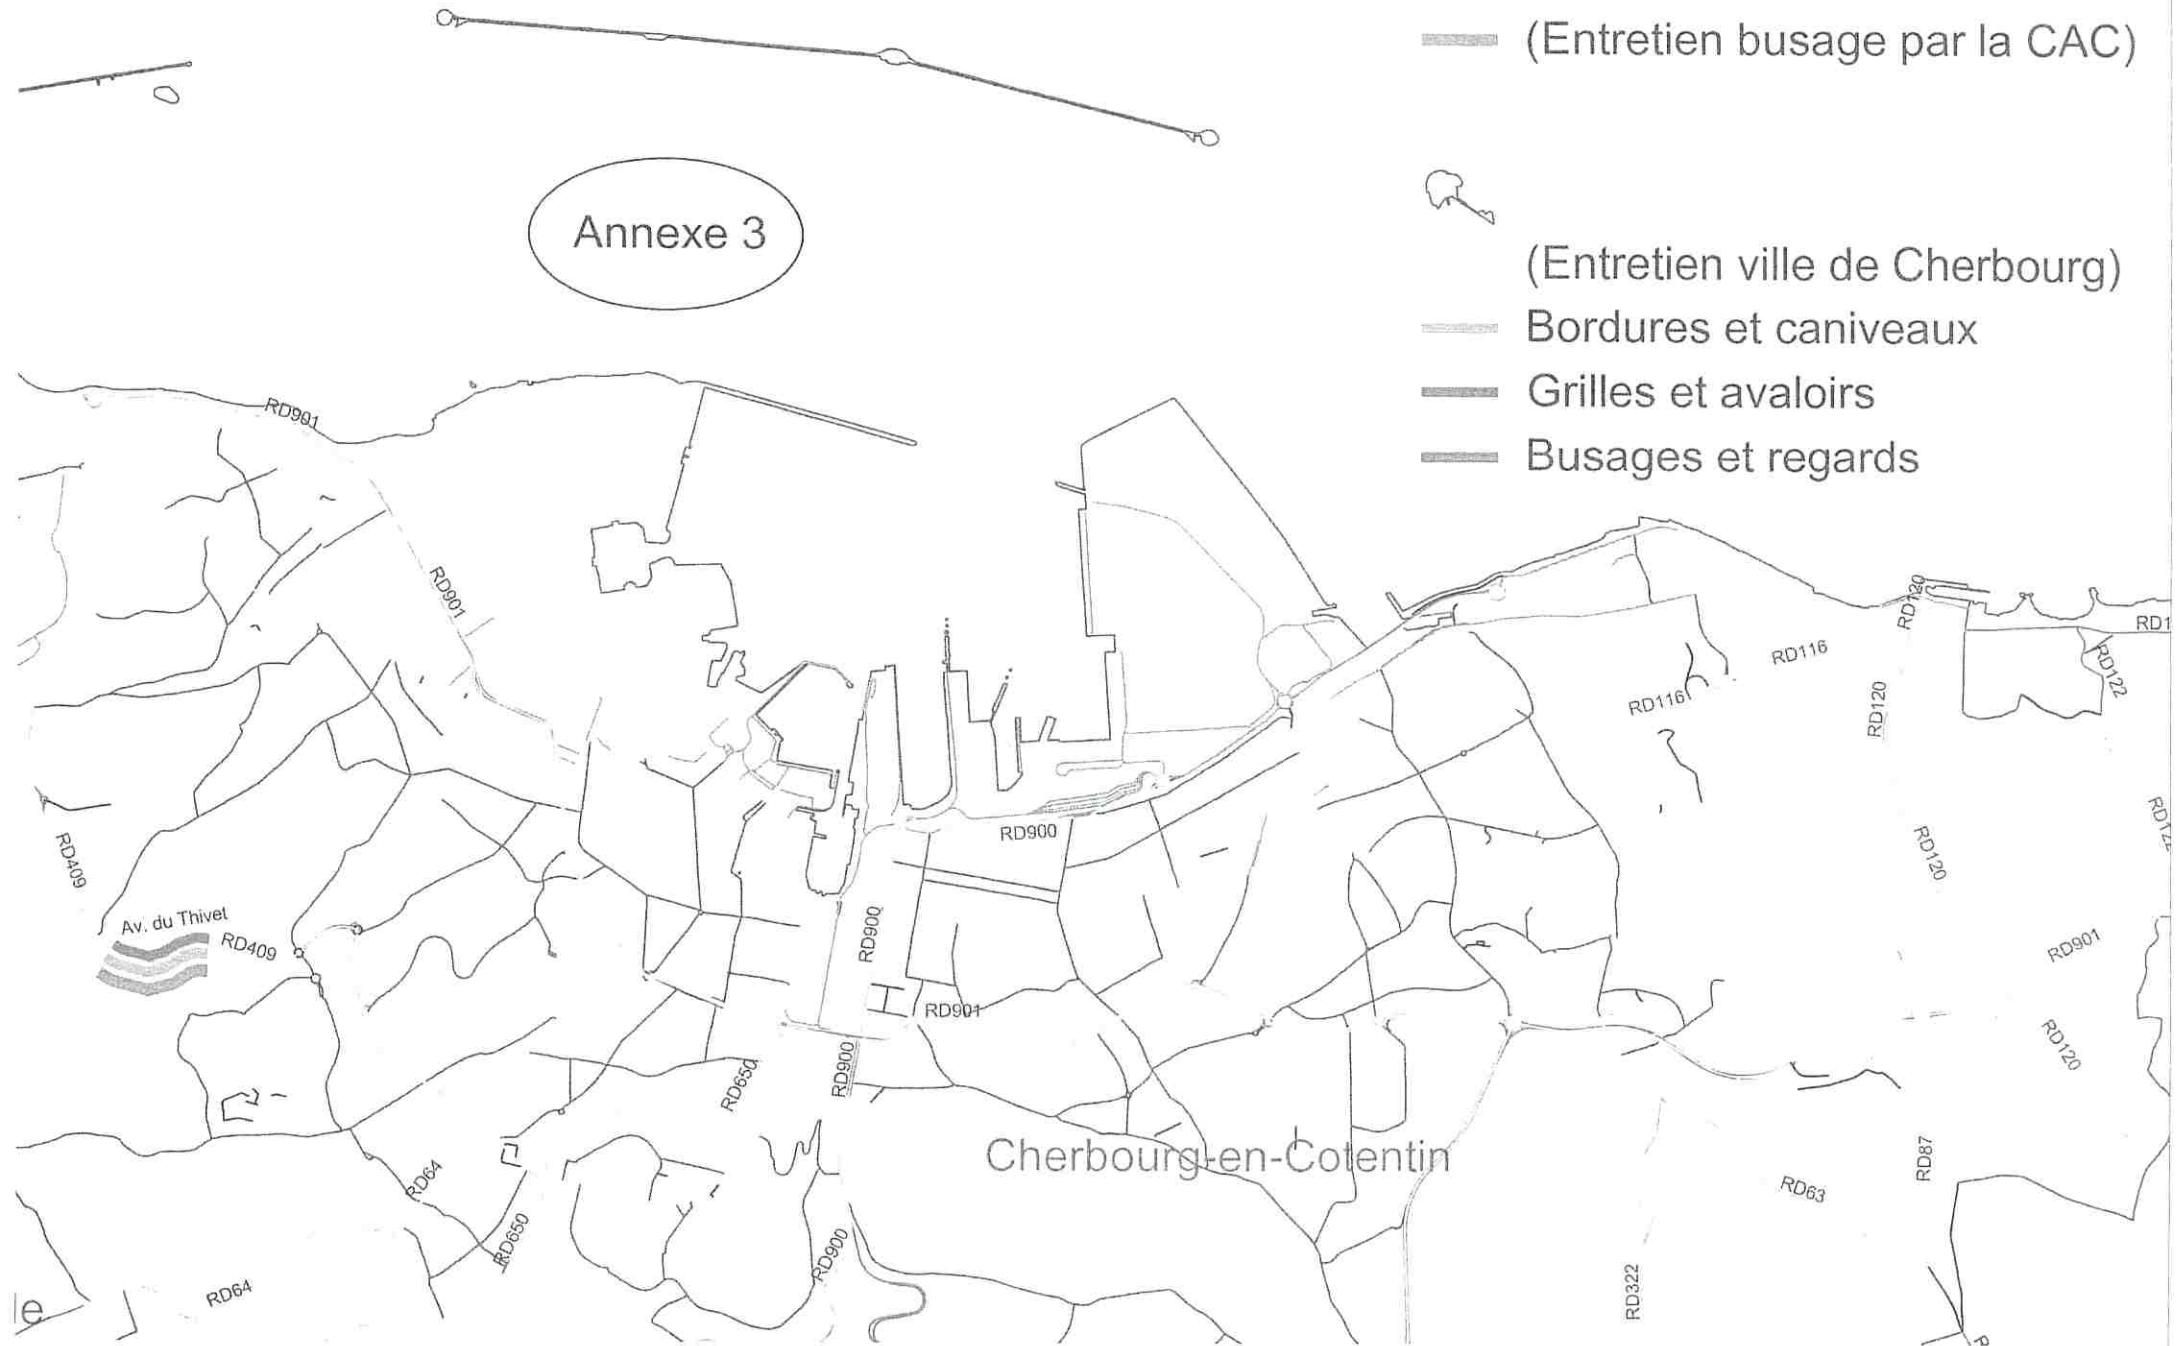 (Entretien busage par la CAC)
Annexe 3
(Entretien ville de Cherbourg)
Bordures et caniveaux
Grilles et avaloirs
Busages et regards
RD901
RD901
RD120
RD1
RD116
RD122
RD116
RD120
RD900
RD409
RD120
Av. du Thivet
RD409
RD900
RD901
RD901
RD120
RD650
RD900
Cherbourg-en-Cotentin
RD87
RD64
RD63
RD650
RD900
RD64
RD322
le